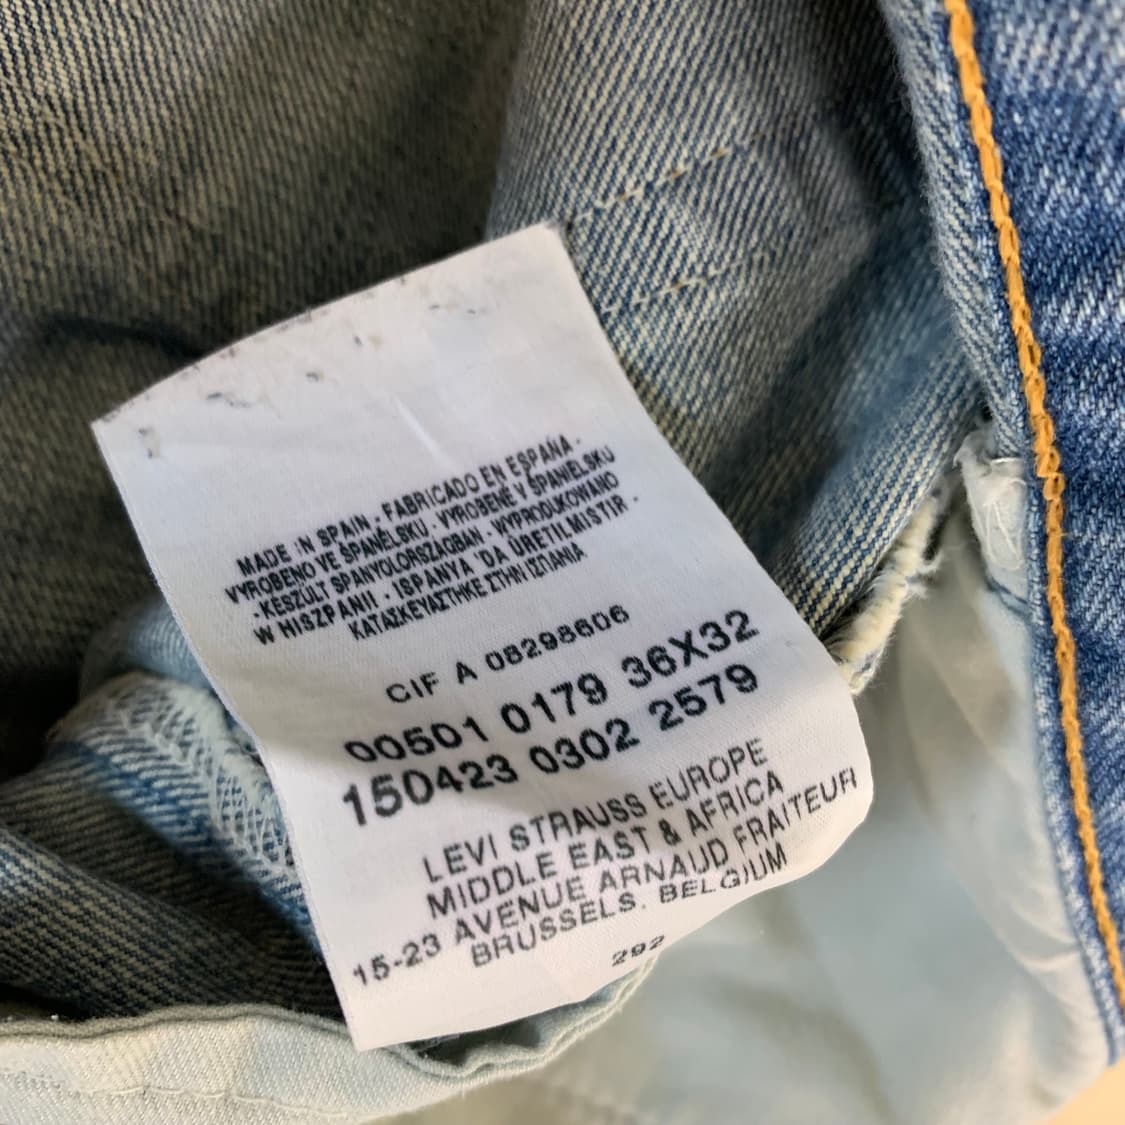 MADE IN SPAIN - FABRICADO EN ESPAÑA -
VYROBENO VE ŠPANĚLSKU - VYROBENÉ V ŠPANIELSKU
- KÉSZÜLT SPANYOLORSZÁGBAN - WYPRODUKOWANO
W HISZPANII - ISPANYA 'DA ÜRETILMISTIR -
ΚΑΤΑΣΚΕΥΑΣΤΗΚΕ ΣΤΗΝ ΙΣΠΑΝΙΑ
CIF A 08298606
00501 0179 36X32
150423 0302 2579
LEVI STRAUSS EUROPE
MIDDLE EAST & AFRICA
15-23 AVENUE ARNAUD FRAITEUR
BRUSSELS. BELGIUM
292